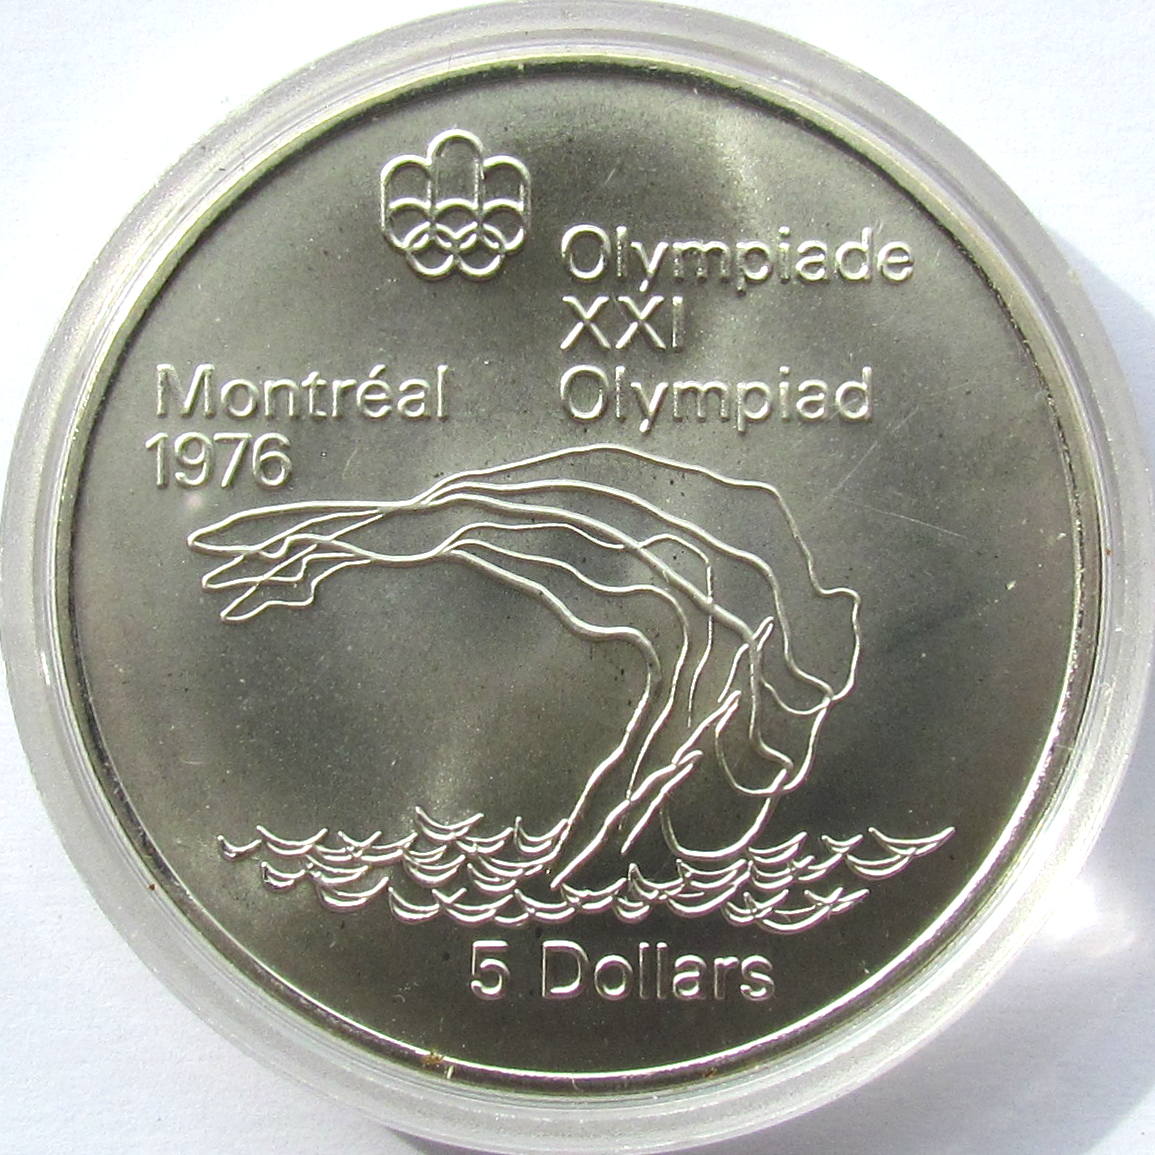 Olympiade
XXI
Olympiad
Montréal
1976
5 Dollars